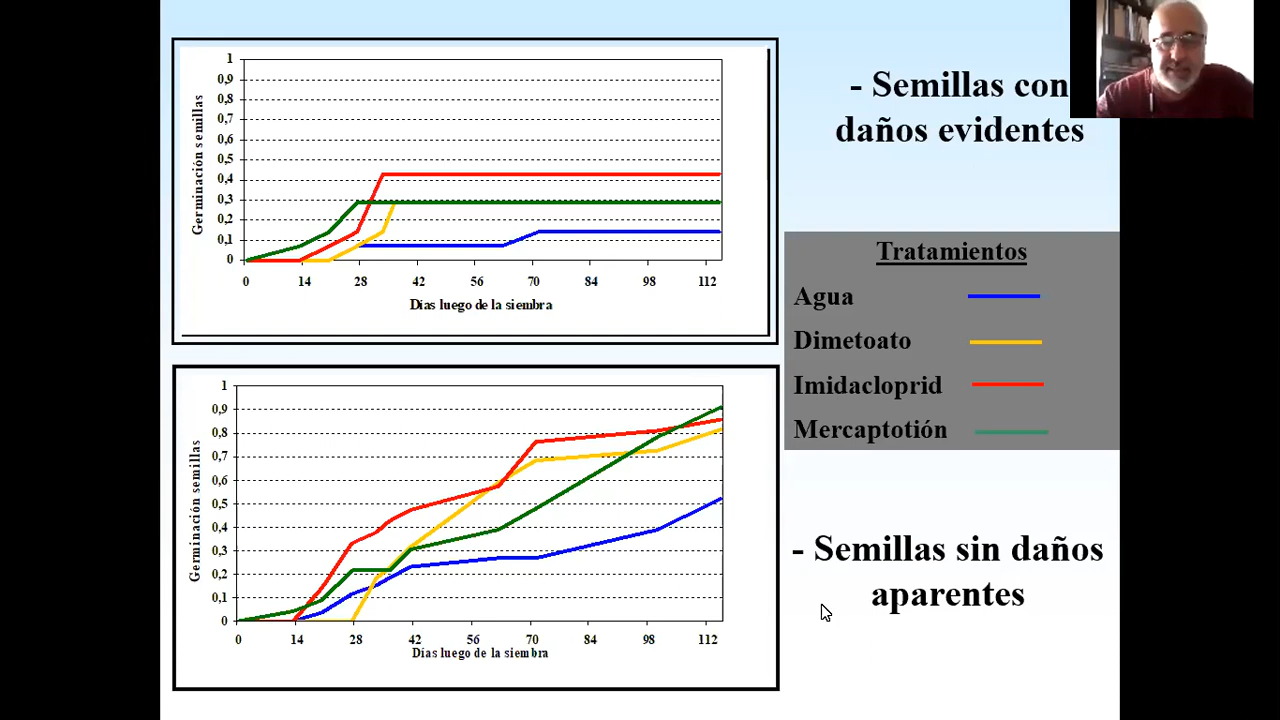 1
0,9
0,8
0,7
0,6
0,5
0,4
0,3
0,2
0,1
0
Germinación semillas
0 14 28 42 56 70 84 98 112
Días luego de la siembra
- Semillas con
daños evidentes
Tratamientos
Agua
Dimetoato
Imidacloprid
Mercaptotión
1
0,9
0,8
0,7
0,6
0,5
0,4
0,3
0,2
0,1
0
Germinación semillas
0 14 28 42 56 70 84 98 112
Días luego de la siembra
- Semillas sin daños
aparentes